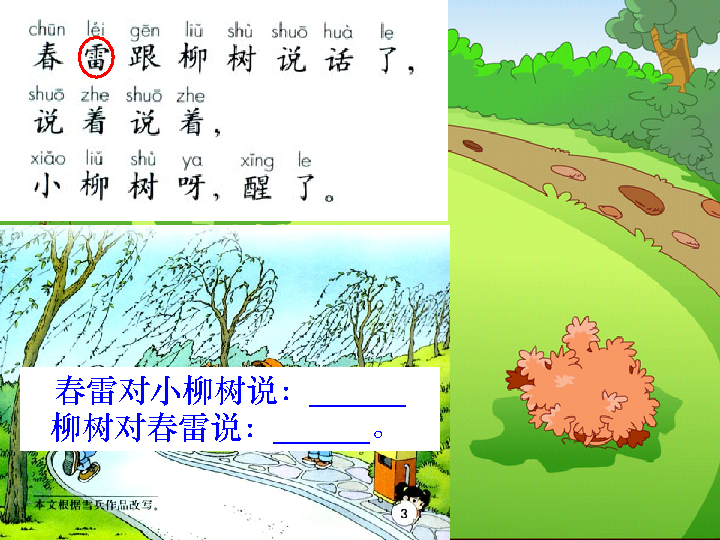 chūn léi gēn liǔ shù shuō huà le
春雷跟柳树说话了，
shuō zhe shuō zhe
说着说着，
xiǎo liǔ shù ya xǐng le
小柳树呀，醒了。
春雷对小柳树说：______
柳树对春雷说：______。
本文根据雪兵作品改写。
3